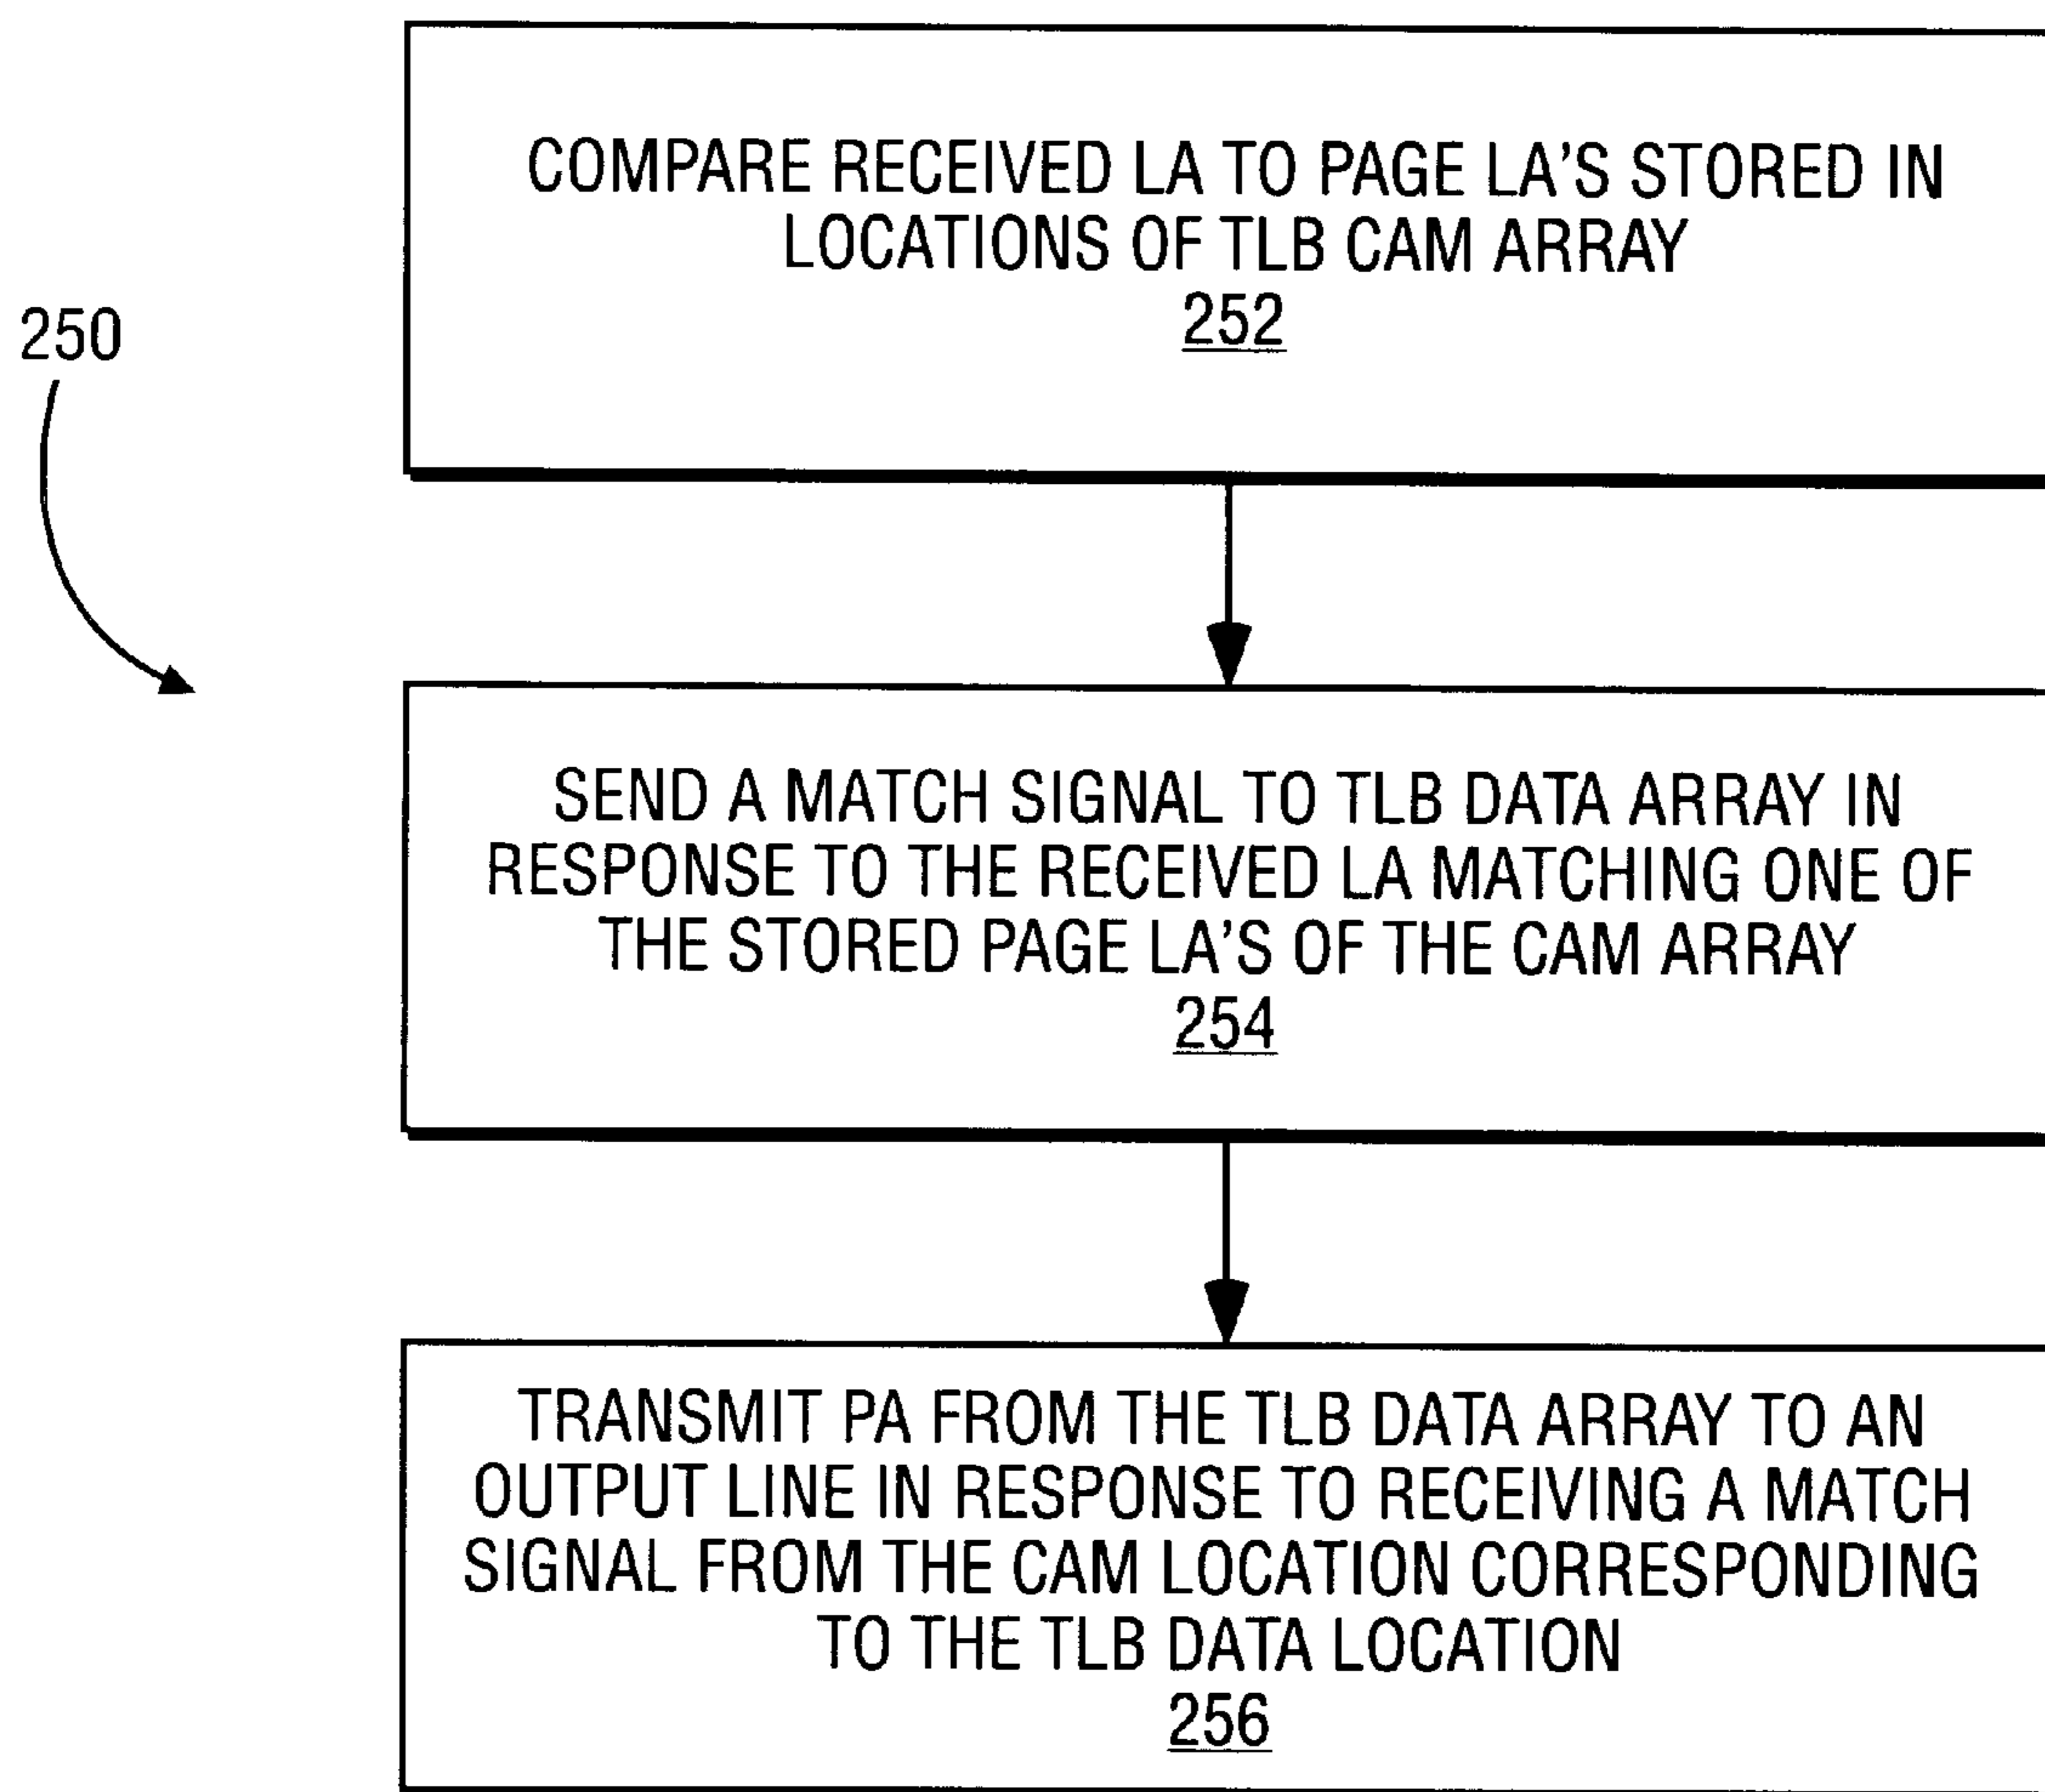 COMPARE RECEIVED LA TO PAGE LA'S STORED IN
LOCATIONS OF TLB CAM ARRAY
252
250
SEND A MATCH SIGNAL TO TLB DATA ARRAY IN
RESPONSE TO THE RECEIVED LA MATCHING ONE OF
THE STORED PAGE LA'S OF THE CAM ARRAY
254
TRANSMIT PA FROM THE TLB DATA ARRAY TO AN
OUTPUT LINE IN RESPONSE TO RECEIVING A MATCH
SIGNAL FROM THE CAM LOCATION CORRESPONDING
TO THE TLB DATA LOCATION
256